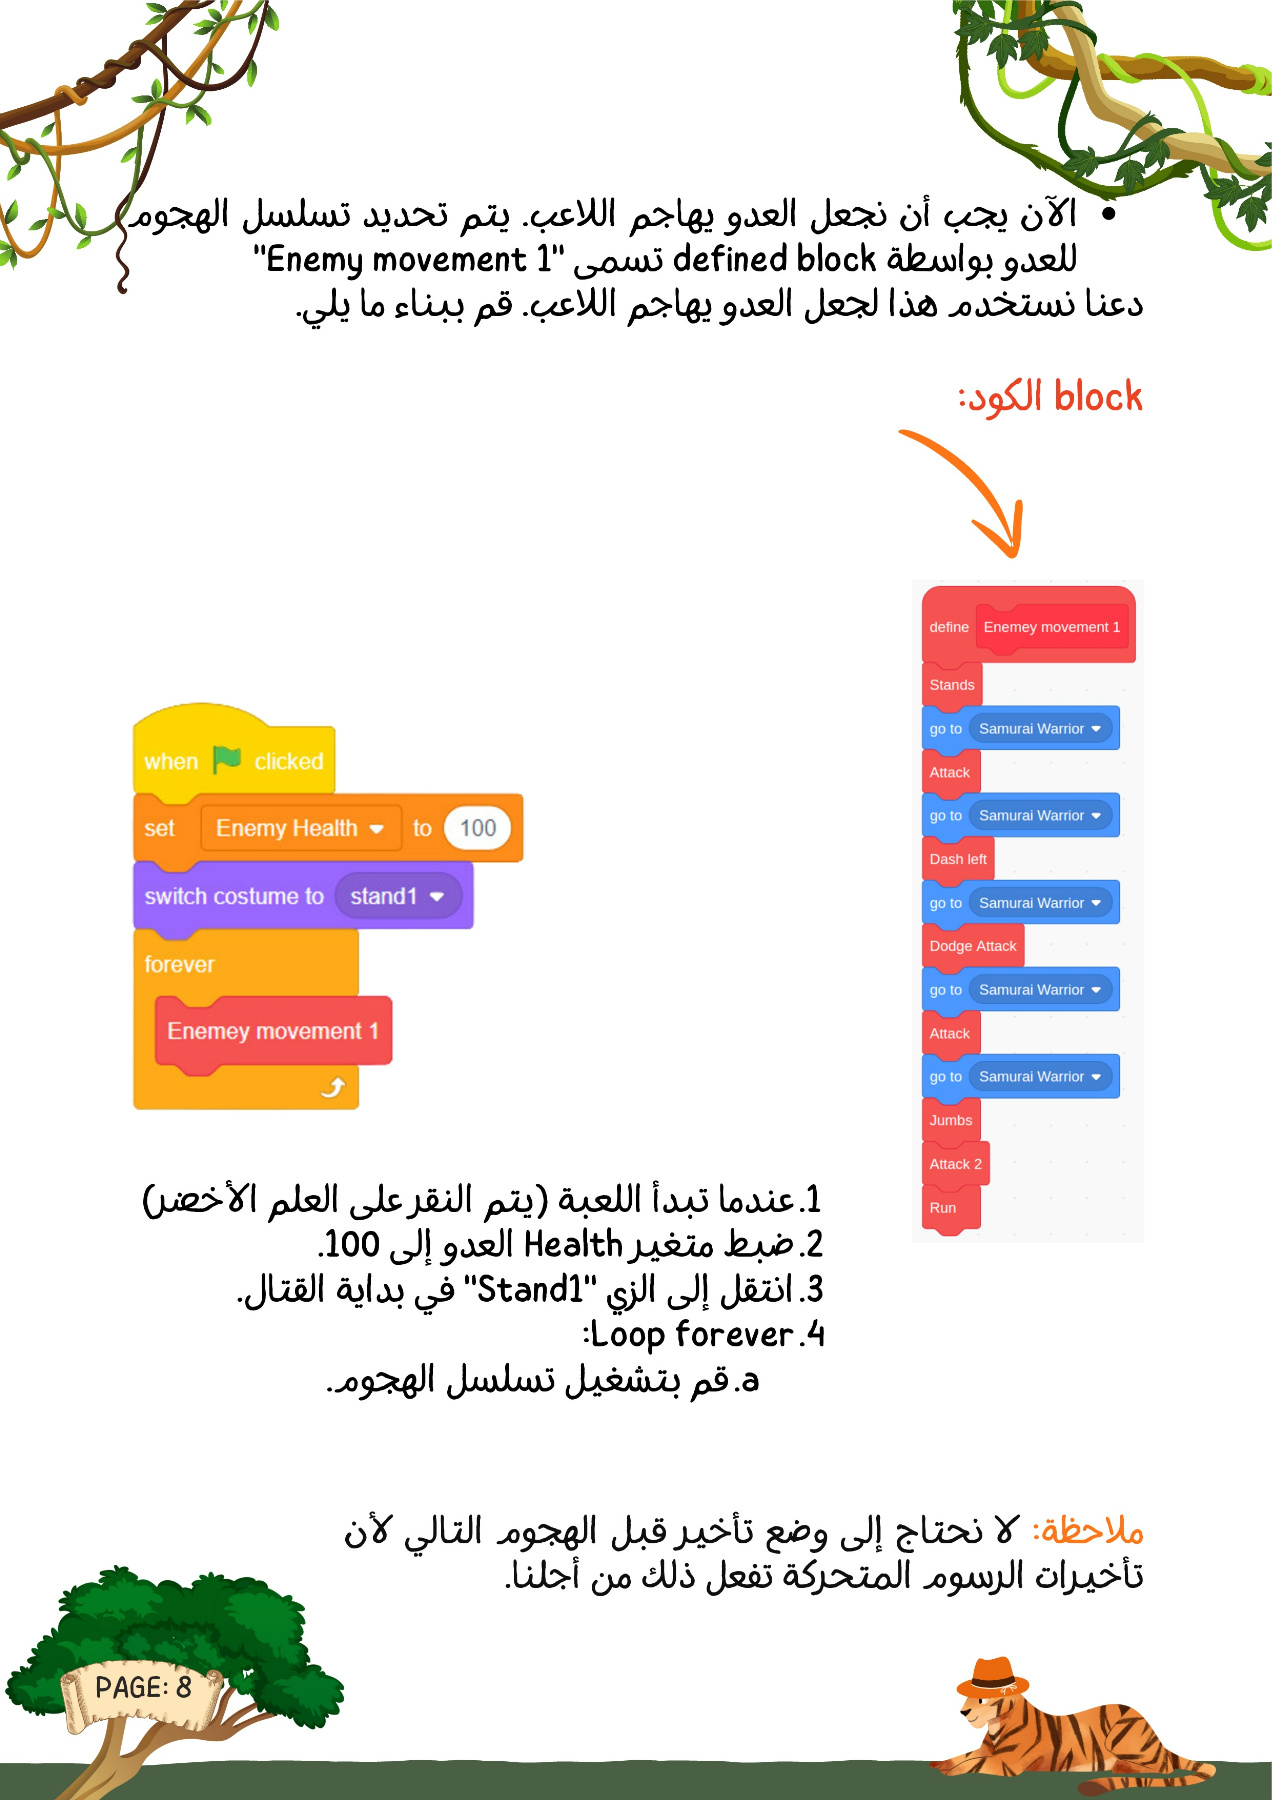 • الآن يجب أن نجعل العدو يهاجم اللاعب. يتم تحديد تسلسل الهجوم
للعدو بواسطة defined block تسمى "Enemy movement 1"
دعنا نستخدم هذا لجعل العدو يهاجم اللاعب. قم ببناء ما يلي.
block الكود:
define Enemey movement 1
Stands
go to Samurai Warrior
Attack
go to Samurai Warrior
Dash left
go to Samurai Warrior
Dodge Attack
go to Samurai Warrior
Attack
go to Samurai Warrior
Jumbs
Attack 2
Run
when clicked
set Enemy Health to 100
switch costume to stand1
forever
Enemey movement 1
1. عندما تبدأ اللعبة (يتم النقر على العلم الأخضر)
2. ضبط متغير Health العدو إلى 100.
3. انتقل إلى الزي "Stand1" في بداية القتال.
4. Loop forever:
a. قم بتشغيل تسلسل الهجوم.
ملاحظة: لا نحتاج إلى وضع تأخير قبل الهجوم التالي لأن
تأخيرات الرسوم المتحركة تفعل ذلك من أجلنا.
PAGE: 8